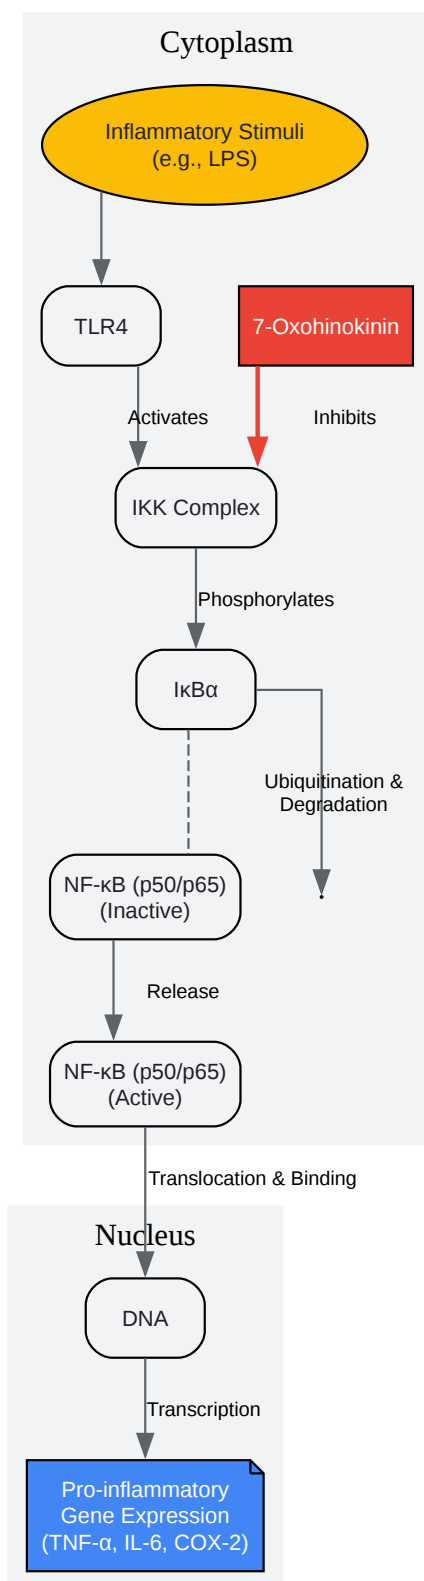 Cytoplasm
Inflammatory Stimuli
(e.g., LPS)
TLR4
7-Oxohinokinin
Activates
Inhibits
IKK Complex
Phosphorylates
IκBα
Ubiquitination &
Degradation
NF-κB (p50/p65)
(Inactive)
Release
NF-κB (p50/p65)
(Active)
Translocation & Binding
Nucleus
DNA
Transcription
Pro-inflammatory
Gene Expression
(TNF-α, IL-6, COX-2)